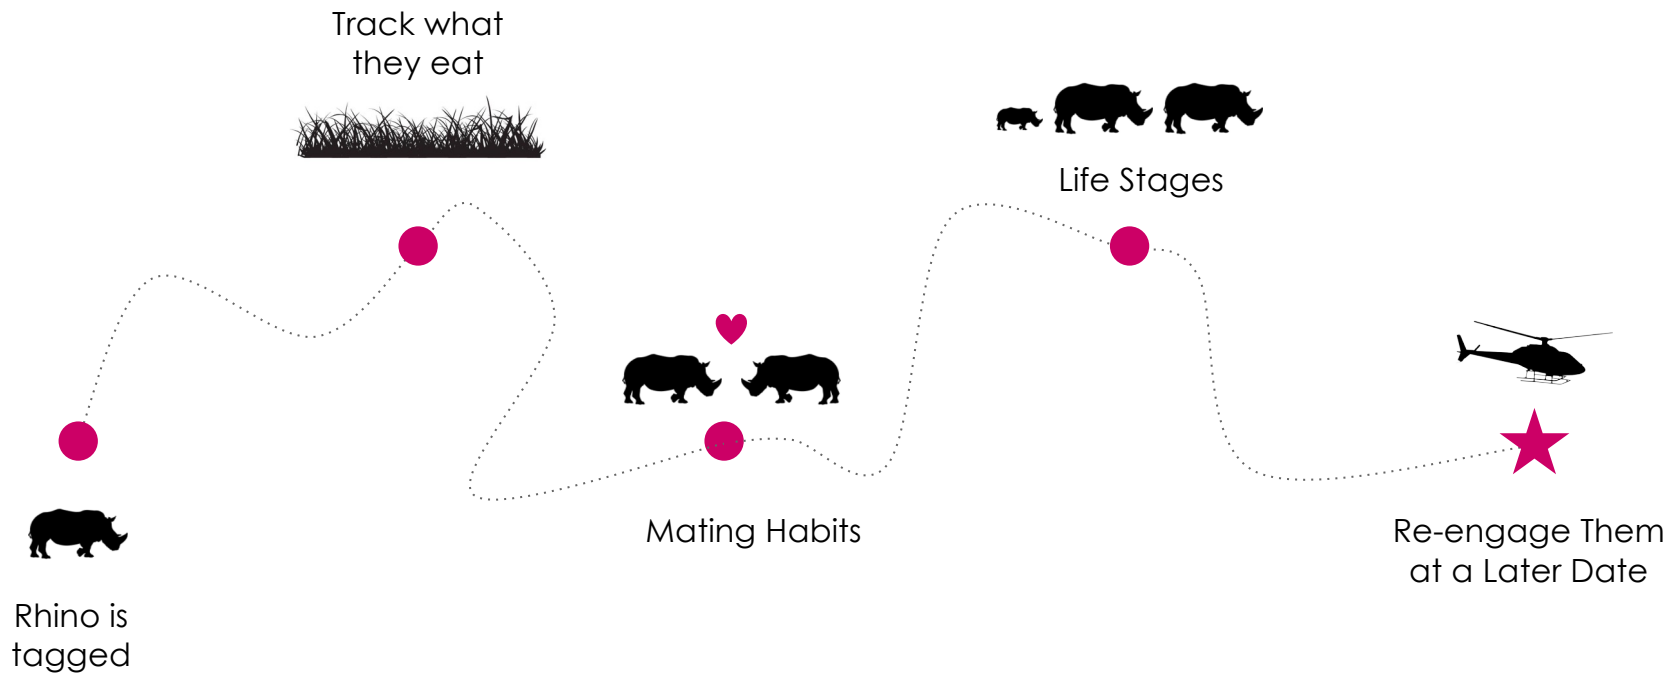 Track what
they eat
Life Stages
Mating Habits
Re-engage Them
at a Later Date
Rhino is
tagged